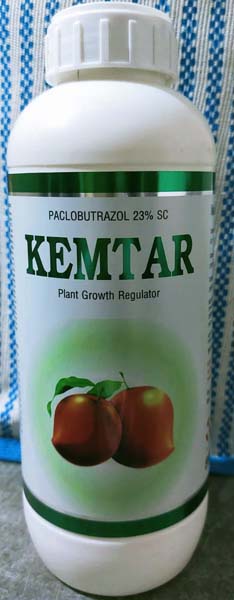 PACLOBUTRAZOL 23% SC
KEMTAR
Plant Growth Regulator